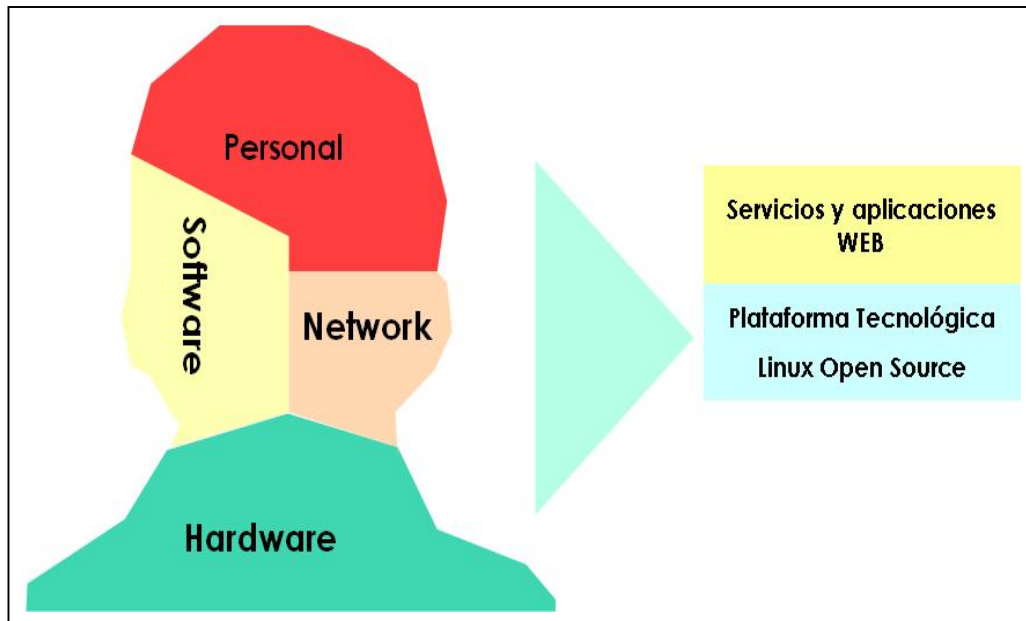 Personal
Software
Network
Hardware
Servicios y aplicaciones
WEB
Plataforma Tecnológica
Linux Open Source